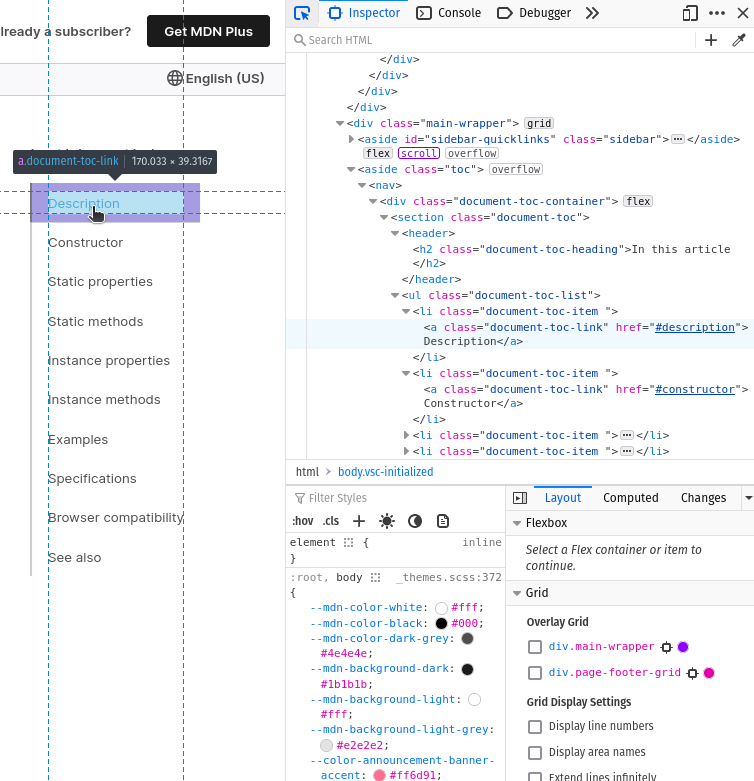 lready a subscriber?
Get MDN Plus
English (US)
a.document-toc-link | 170.033 × 39.3167
Description
Constructor
Static properties
Static methods
Instance properties
Instance methods
Examples
Specifications
Browser compatibility
See also
Inspector
Console
Debugger
Search HTML
</div>
</div>
</div>
</div>
<div class="main-wrapper"> grid
<aside id="sidebar-quicklinks" class="sidebar">⋯</aside>
flex scroll overflow
<aside class="toc"> overflow
<nav>
<div class="document-toc-container"> flex
<section class="document-toc">
<header>
<h2 class="document-toc-heading">In this article
</h2>
</header>
<ul class="document-toc-list">
<li class="document-toc-item ">
<a class="document-toc-link" href="#description">
Description</a>
</li>
<li class="document-toc-item ">
<a class="document-toc-link" href="#constructor">
Constructor</a>
</li>
<li class="document-toc-item ">⋯</li>
<li class="document-toc-item ">⋯</li>
html › body.vsc-initialized
Filter Styles
:hov .cls
element { inline
}
:root, body _themes.scss:372
{
--mdn-color-white: #fff;
--mdn-color-black: #000;
--mdn-color-dark-grey:
#4e4e4e;
--mdn-background-dark:
#1b1b1b;
--mdn-background-light:
#fff;
--mdn-background-light-grey:
#e2e2e2;
--color-announcement-banner-
accent: #ff6d91;
Layout
Computed
Changes
Flexbox
Select a Flex container or item to
continue.
Grid
Overlay Grid
div.main-wrapper
div.page-footer-grid
Grid Display Settings
Display line numbers
Display area names
Extend lines infinitely